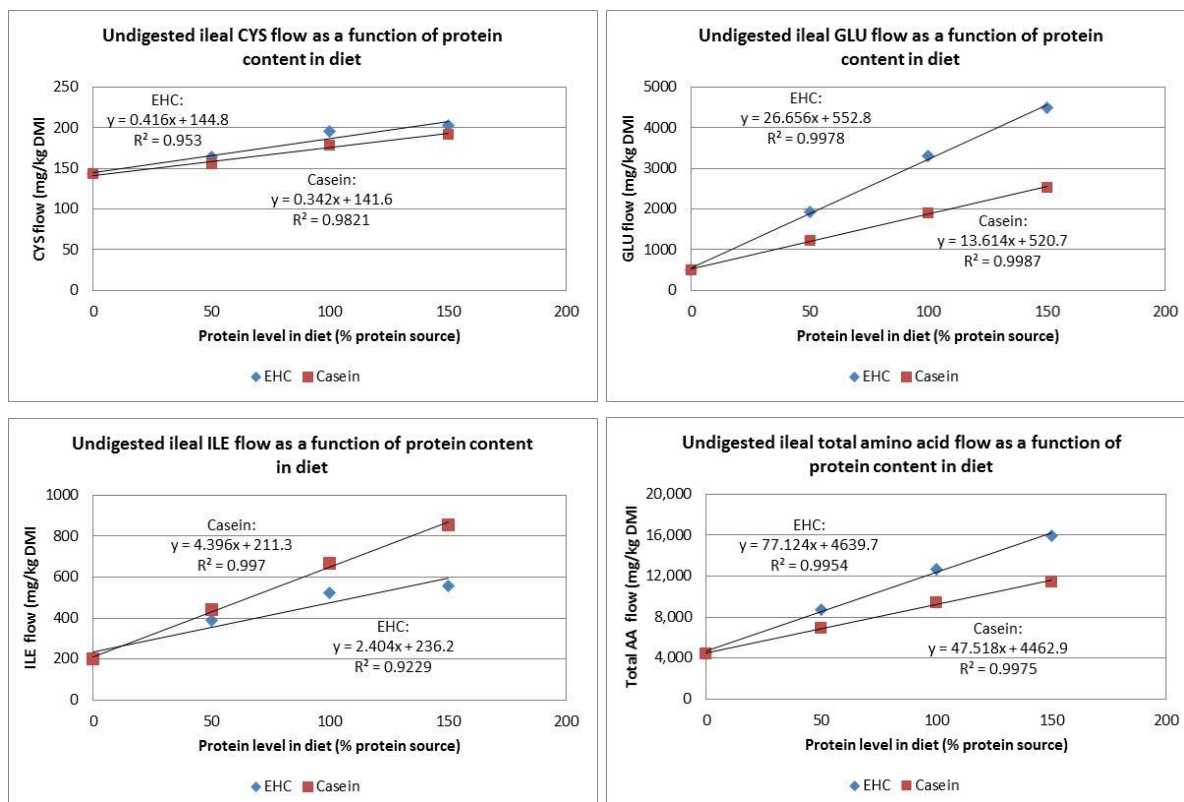 Undigested ileal CYS flow as a function of protein
content in diet
CYS flow (mg/kg DMI)
250
200
150
100
50
0
EHC:
y = 0.416x + 144.8
R² = 0.953
Casein:
y = 0.342x + 141.6
R² = 0.9821
0 50 100 150 200
Protein level in diet (% protein source)
EHC Casein
Undigested ileal GLU flow as a function of protein
content in diet
GLU flow (mg/kg DMI)
5000
4000
3000
2000
1000
0
EHC:
y = 26.656x + 552.8
R² = 0.9978
Casein:
y = 13.614x + 520.7
R² = 0.9987
0 50 100 150 200
Protein level in diet (% protein source)
EHC Casein
Undigested ileal ILE flow as a function of protein content
in diet
ILE flow (mg/kg DMI
1000
800
600
400
200
0
Casein:
y = 4.396x + 211.3
R² = 0.997
EHC:
y = 2.404x + 236.2
R² = 0.9229
0 50 100 150 200
Protein level in diet (% protein source)
EHC Casein
Undigested ileal total amino acid flow as a function of
protein content in diet
Total AA flow (mg/kg DMI)
20,000
16,000
12,000
8,000
4,000
0
EHC:
y = 77.124x + 4639.7
R² = 0.9954
Casein:
y = 47.518x + 4462.9
R² = 0.9975
0 50 100 150 200
Protein level in diet (% protein source)
EHC Casein